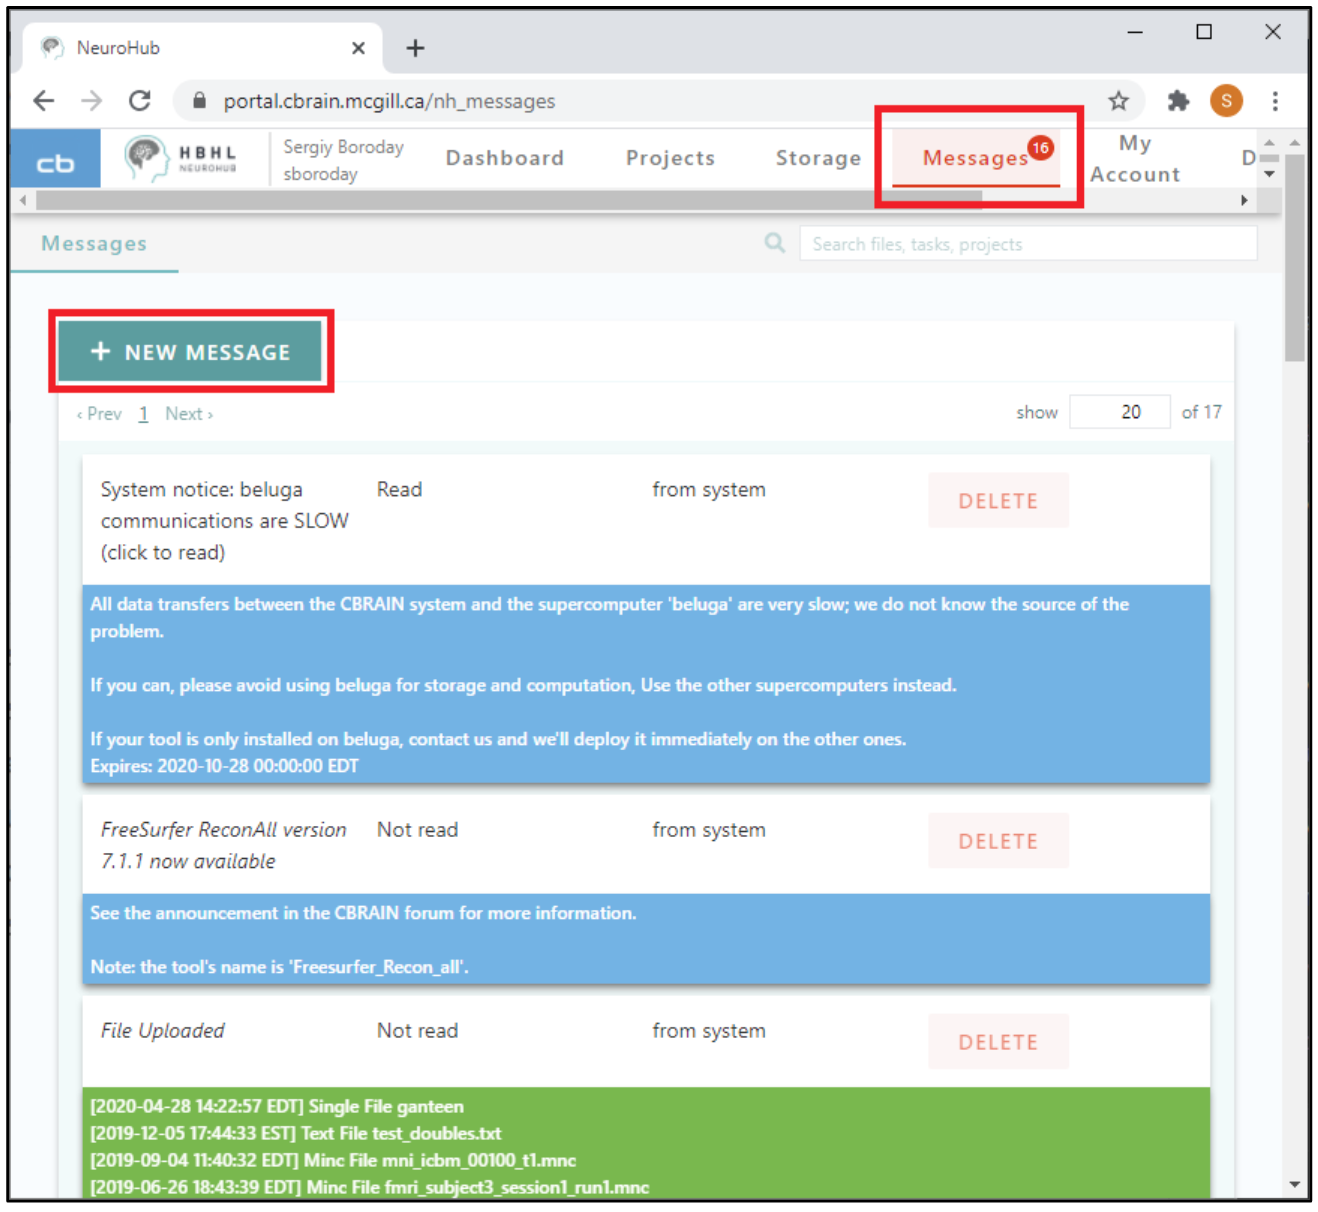 NeuroHub
portal.cbrain.mcgill.ca/nh_messages
S
cb
HBHL
NEUROHUB
Sergiy Boroday
sboroday
Dashboard
Projects
Storage
Messages 16
My
Account
D
Messages
Search files, tasks, projects
+ NEW MESSAGE
‹ Prev 1 Next ›
show 20 of 17
System notice: beluga
communications are SLOW
(click to read)
Read
from system
DELETE
All data transfers between the CBRAIN system and the supercomputer 'beluga' are very slow; we do not know the source of the
problem.
If you can, please avoid using beluga for storage and computation, Use the other supercomputers instead.
If your tool is only installed on beluga, contact us and we'll deploy it immediately on the other ones.
Expires: 2020-10-28 00:00:00 EDT
FreeSurfer ReconAll version
7.1.1 now available
Not read
from system
DELETE
See the announcement in the CBRAIN forum for more information.
Note: the tool's name is 'Freesurfer_Recon_all'.
File Uploaded
Not read
from system
DELETE
[2020-04-28 14:22:57 EDT] Single File ganteen
[2019-12-05 17:44:33 EST] Text File test_doubles.txt
[2019-09-04 11:40:32 EDT] Minc File mni_icbm_00100_t1.mnc
[2019-06-26 18:43:39 EDT] Minc File fmri_subject3_session1_run1.mnc